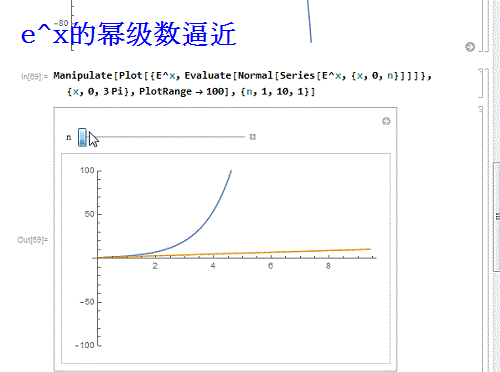 -80
e^x的幂级数逼近
In[69]:= Manipulate[Plot[{E^x, Evaluate[Normal[Series[E^x, {x, 0, n}]]]},
{x, 0, 3 Pi}, PlotRange → 100], {n, 1, 10, 1}]
n
100
50
Out[69]=
2 4 6 8
-50
-100